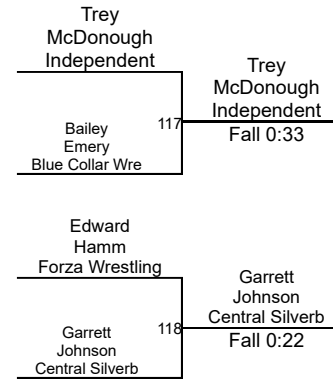 Trey
McDonough
Independent
Bailey
Emery
Blue Collar Wre
117
Trey
McDonough
Independent
Fall 0:33
Edward
Hamm
Forza Wrestling
Garrett
Johnson
Central Silverb
118
Garrett
Johnson
Central Silverb
Fall 0:22